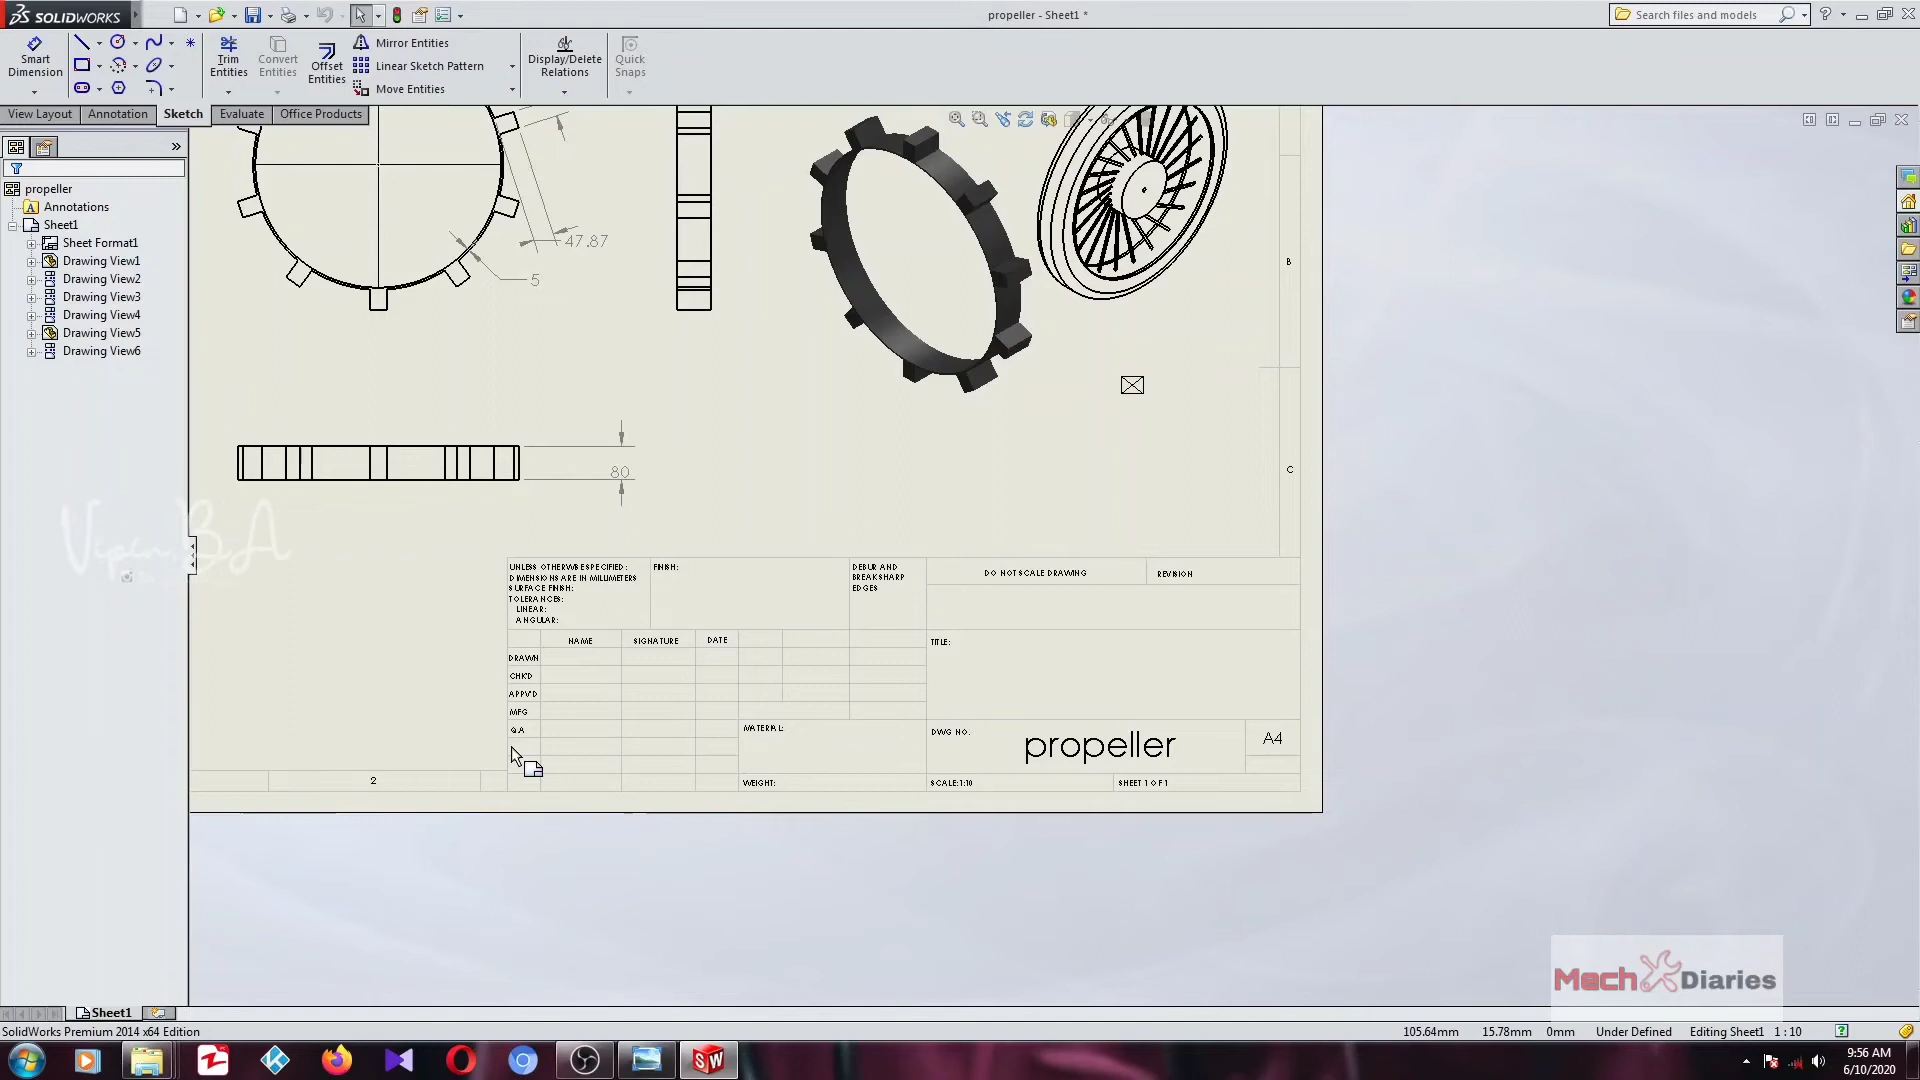 SOLIDWORKS
propeller - Sheet1 *
Search files and models
Smart Dimension
Trim Entities
Convert Entities
Offset Entities
Mirror Entities
Linear Sketch Pattern
Move Entities
Display/Delete Relations
Quick Snaps
View Layout
Annotation
Sketch
Evaluate
Office Products
propeller
Annotations
Sheet1
Sheet Format1
Drawing View1
Drawing View2
Drawing View3
Drawing View4
Drawing View5
Drawing View6
47.87
5
80
B
C
2
Vipin.B.A
UNLESS OTHERWISE SPECIFIED:
DIMENSIONS ARE IN MILLIMETERS
SURFACE FINISH:
TOLERANCES:
LINEAR:
ANGULAR:
FINISH:
DEBUR AND
BREAK SHARP
EDGES
DO NOT SCALE DRAWING
REVISION
NAME
SIGNATURE
DATE
TITLE:
DRAWN
CHK'D
APPV'D
MFG
Q.A
MATERIAL:
DWG NO.
propeller
A4
WEIGHT:
SCALE:1:10
SHEET 1 OF 1
Mech Diaries
Sheet1
SolidWorks Premium 2014 x64 Edition
105.64mm
15.78mm
0mm
Under Defined
Editing Sheet1
1 : 10
9:56 AM
6/10/2020